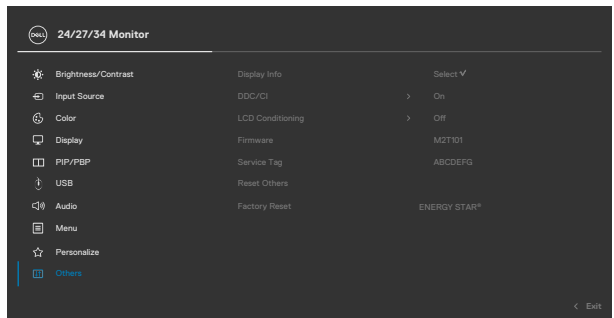 DELL 24/27/34 Monitor
Brightness/Contrast Display Info Select
Input Source DDC/CI > On
Color LCD Conditioning > Off
Display Firmware M2T101
PIP/PBP Service Tag ABCDEFG
USB Reset Others
Audio Factory Reset ENERGY STAR®
Menu
Personalize
Others
< Exit